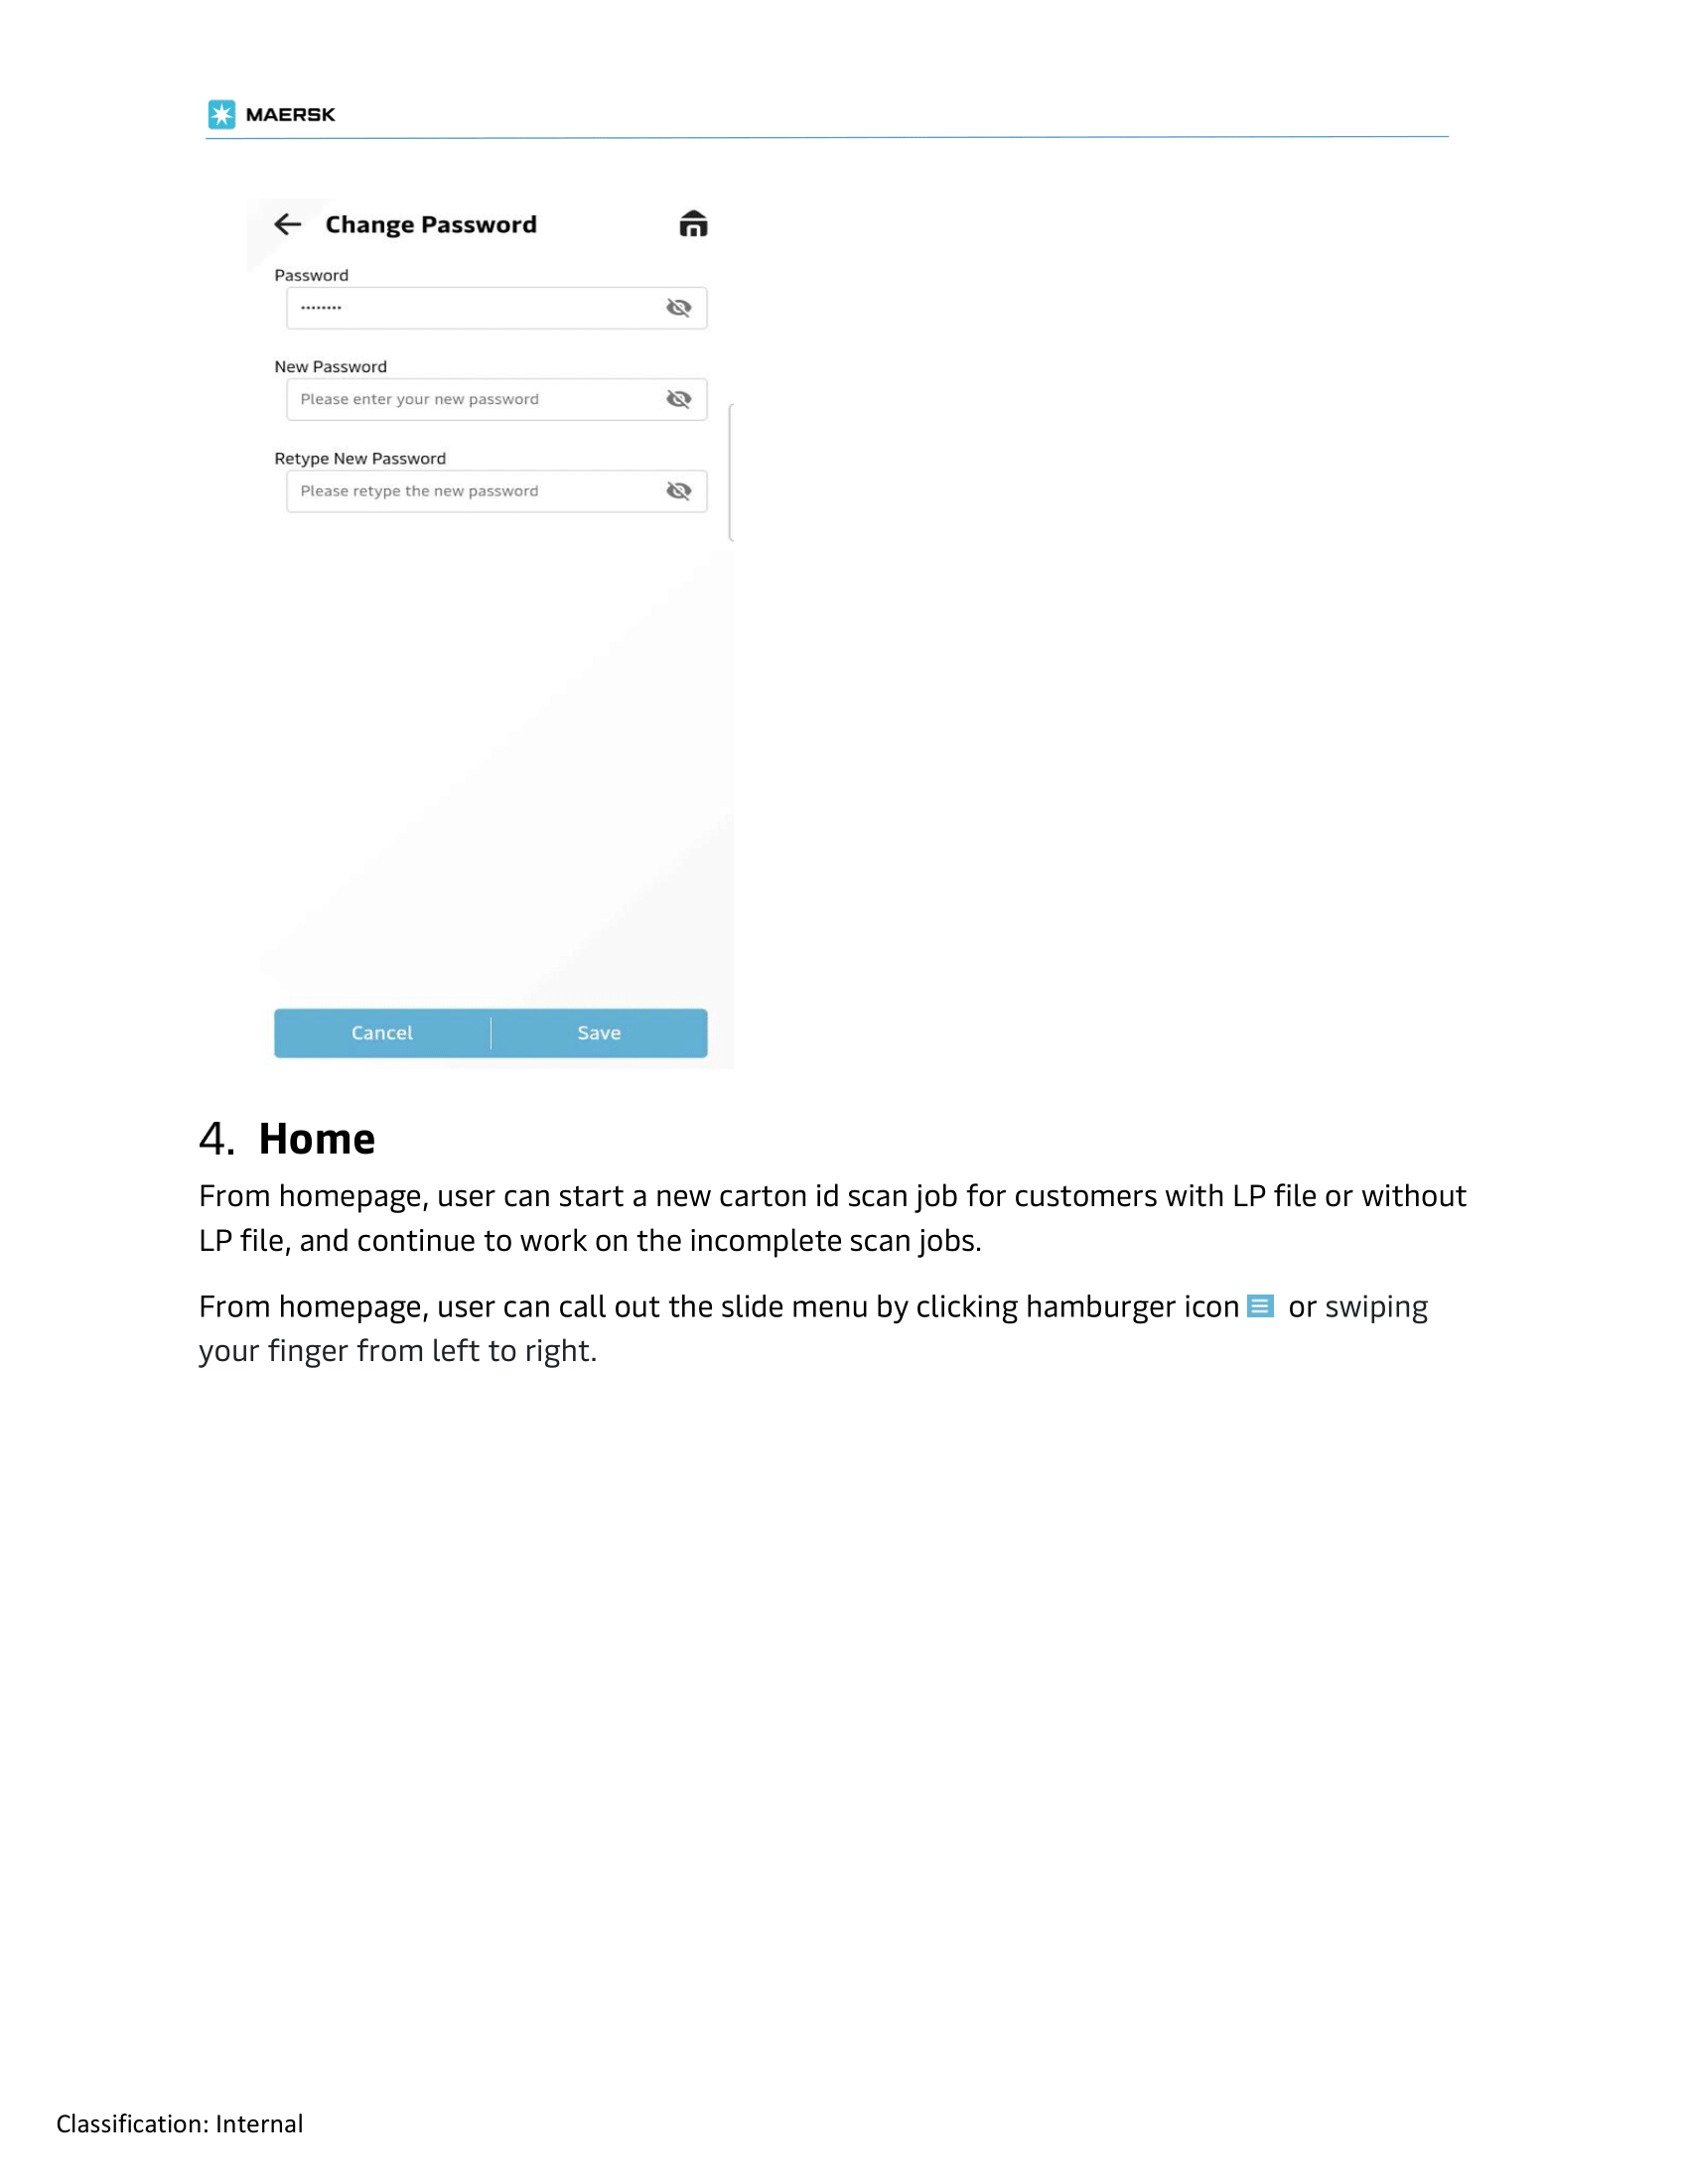 MAERSK
Change Password
Password
········
New Password
Please enter your new password
Retype New Password
Please retype the new password
Cancel Save
4. Home
From homepage, user can start a new carton id scan job for customers with LP file or without
LP file, and continue to work on the incomplete scan jobs.
From homepage, user can call out the slide menu by clicking hamburger icon or swiping
your finger from left to right.
Classification: Internal